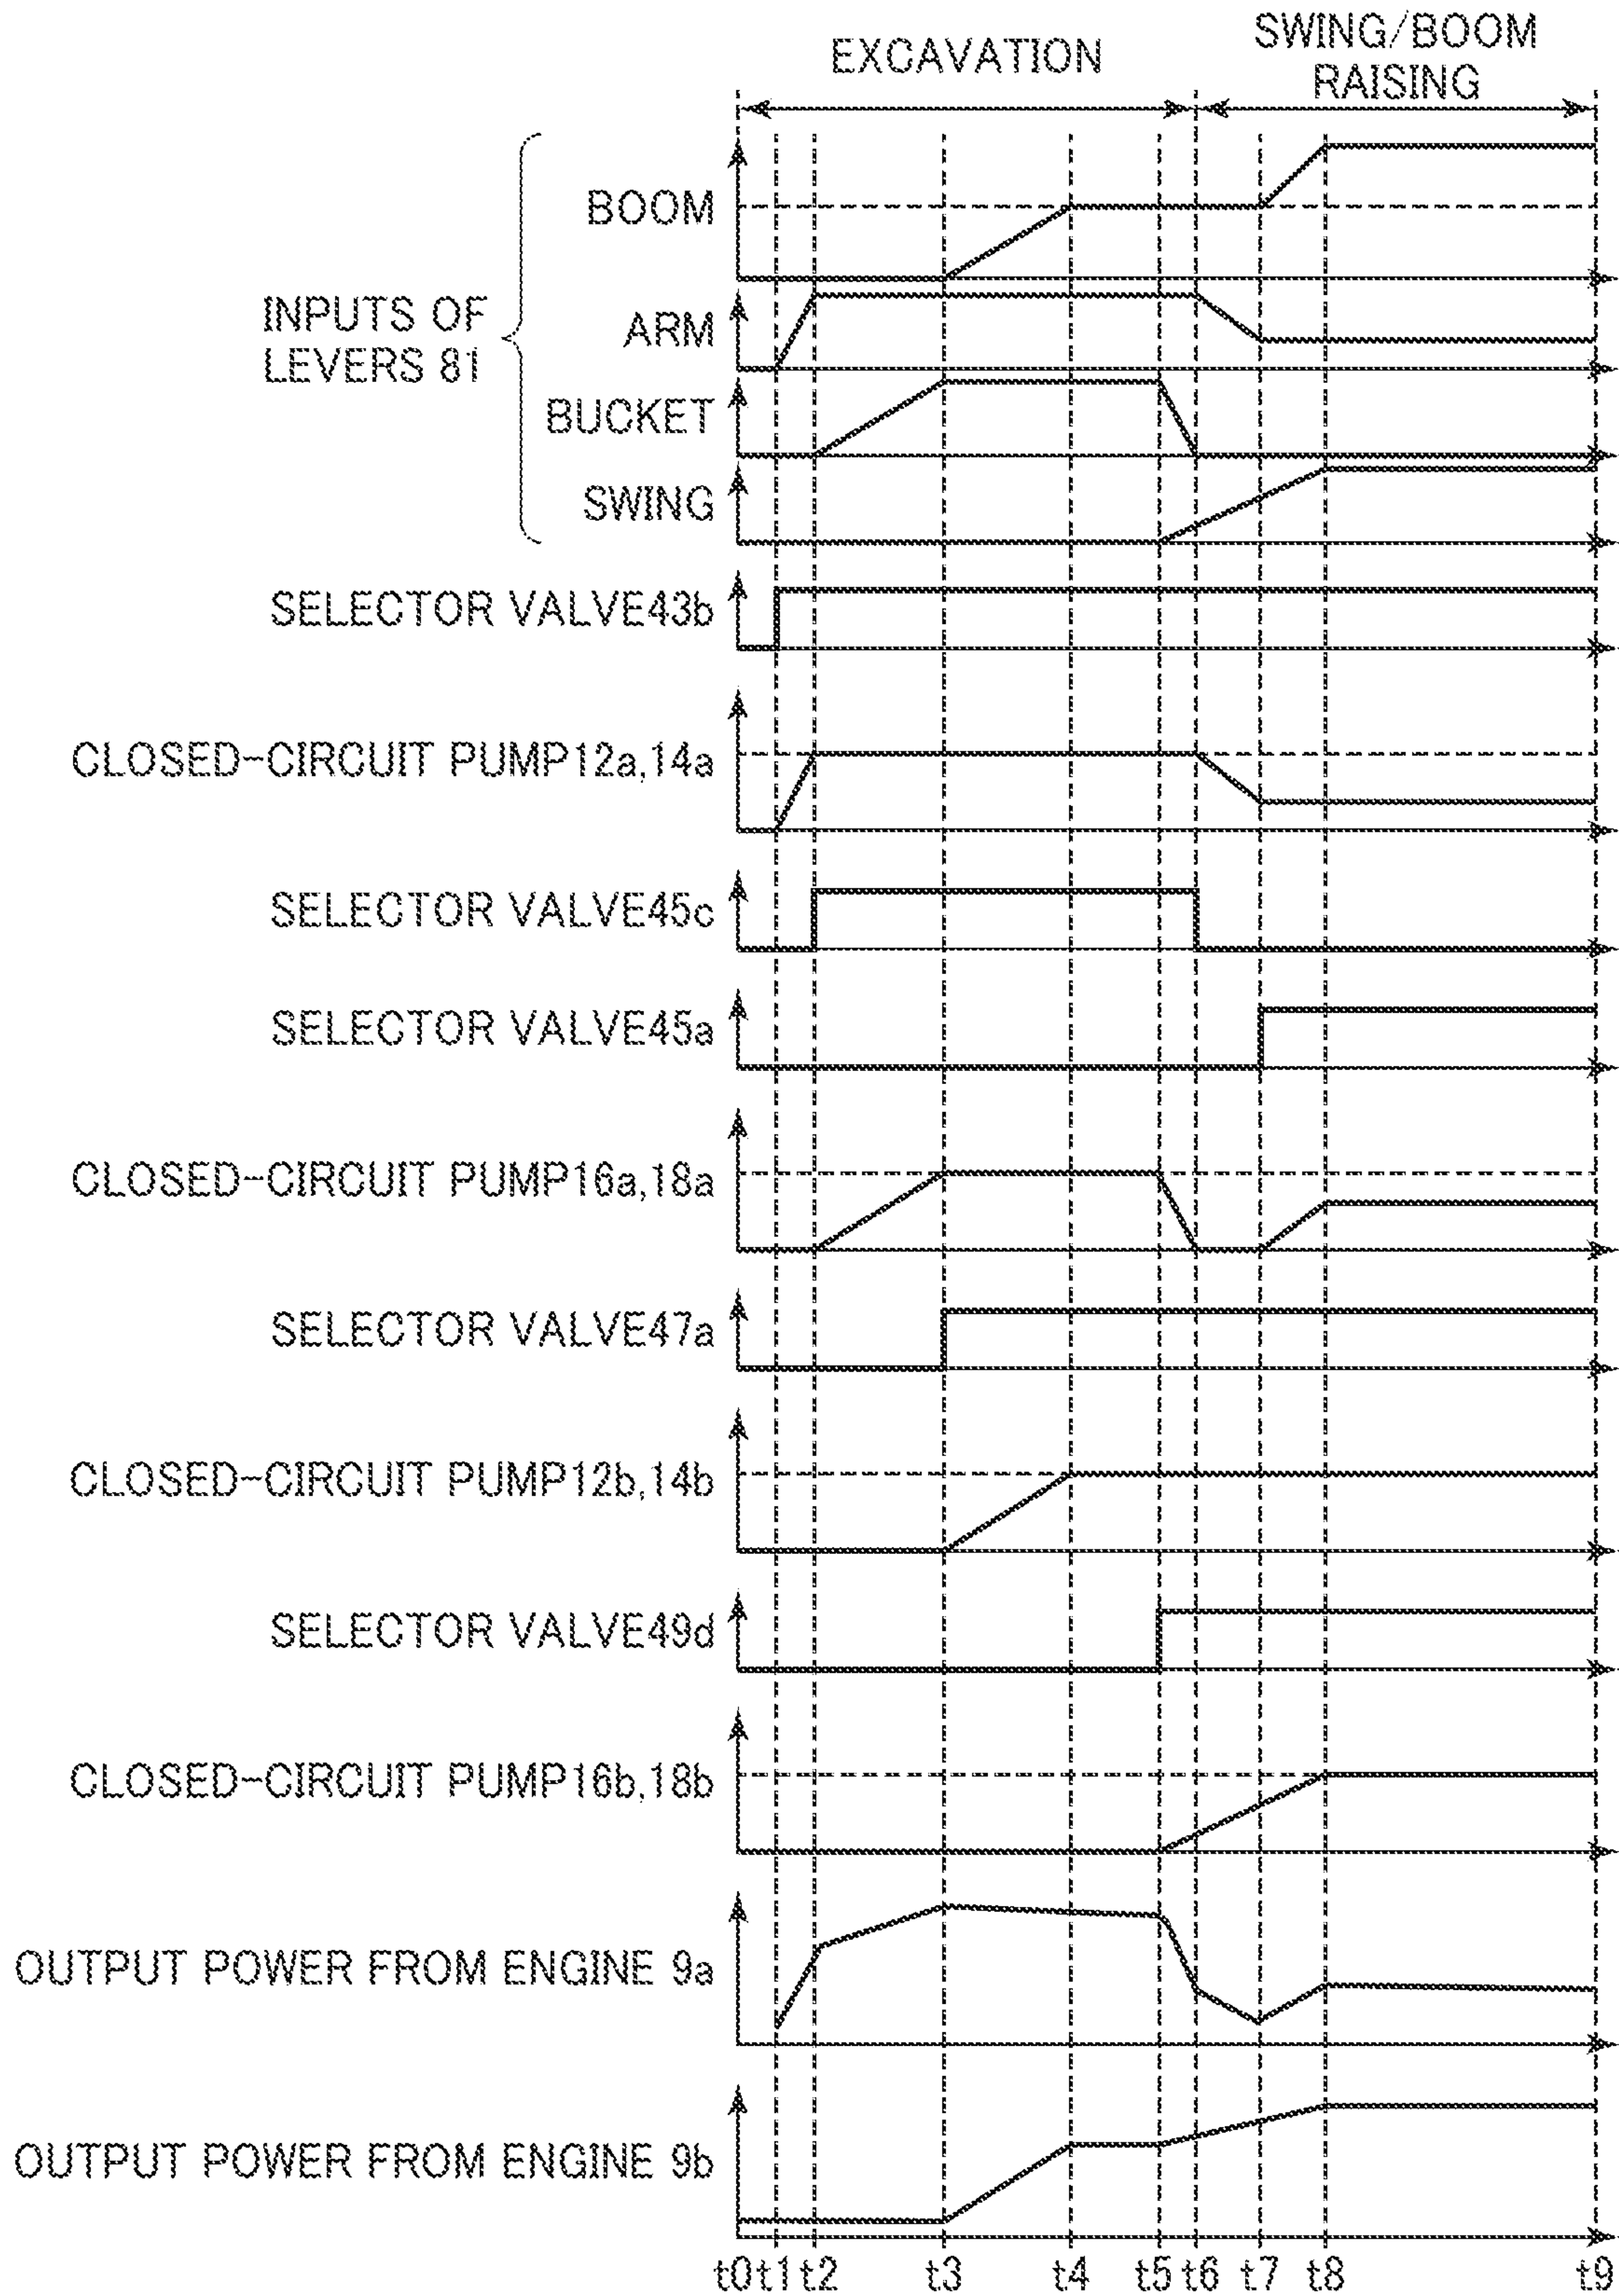 EXCAVATION
SWING/BOOM
RAISING
BOOM
INPUTS OF
LEVERS 81
ARM
BUCKET
SWING
SELECTOR VALVE43b
CLOSED-CIRCUIT PUMP12a,14a
SELECTOR VALVE45c
SELECTOR VALVE45a
CLOSED-CIRCUIT PUMP16a,18a
SELECTOR VALVE47a
CLOSED-CIRCUIT PUMP12b,14b
SELECTOR VALVE49d
CLOSED-CIRCUIT PUMP16b,18b
OUTPUT POWER FROM ENGINE 9a
OUTPUT POWER FROM ENGINE 9b
t0 t1 t2 t3 t4 t5 t6 t7 t8 t9